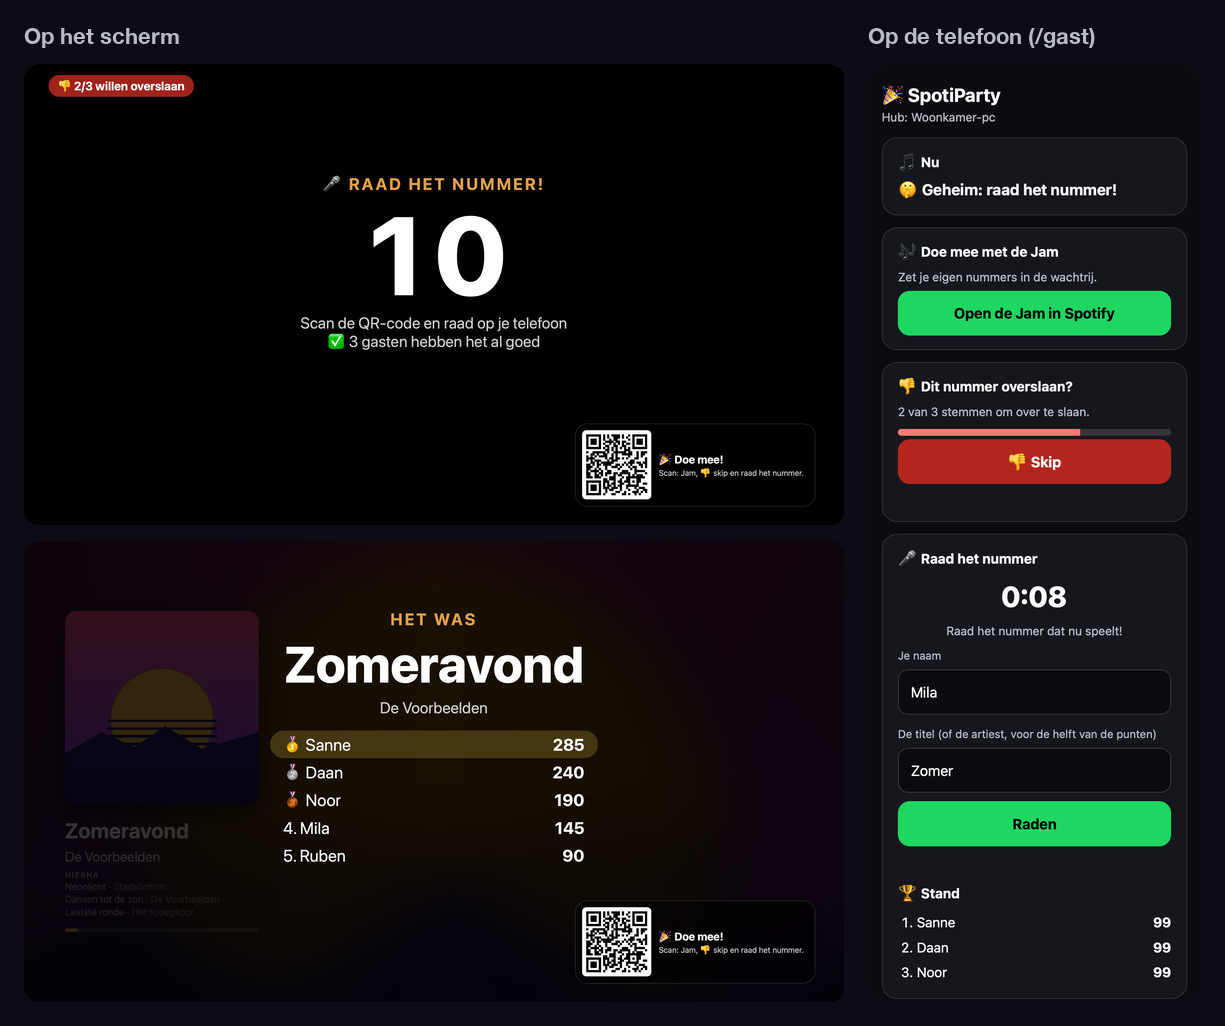 Op het scherm
👎 2/3 willen overslaan
🎤 RAAD HET NUMMER!
10
Scan de QR-code en raad op je telefoon
✅ 3 gasten hebben het al goed
🎉 Doe mee!
Scan: Jam, 👎 skip en raad het nummer.
HET WAS
Zomeravond
De Voorbeelden
🥇 Sanne 285
🥈 Daan 240
🥉 Noor 190
4. Mila 145
5. Ruben 90
Zomeravond
De Voorbeelden
HIERNA
Neonlicht · Stadslichten
Dansen tot de zon · De Voorbeelden
Laatste ronde · Het Kroegkoor
🎉 Doe mee!
Scan: Jam, 👎 skip en raad het nummer.
Op de telefoon (/gast)
🎉 SpotiParty
Hub: Woonkamer-pc
🎵 Nu
🤫 Geheim: raad het nummer!
🎶 Doe mee met de Jam
Zet je eigen nummers in de wachtrij.
Open de Jam in Spotify
👎 Dit nummer overslaan?
2 van 3 stemmen om over te slaan.
👎 Skip
🎤 Raad het nummer
0:08
Raad het nummer dat nu speelt!
Je naam
Mila
De titel (of de artiest, voor de helft van de punten)
Zomer
Raden
🏆 Stand
1. Sanne 99
2. Daan 99
3. Noor 99